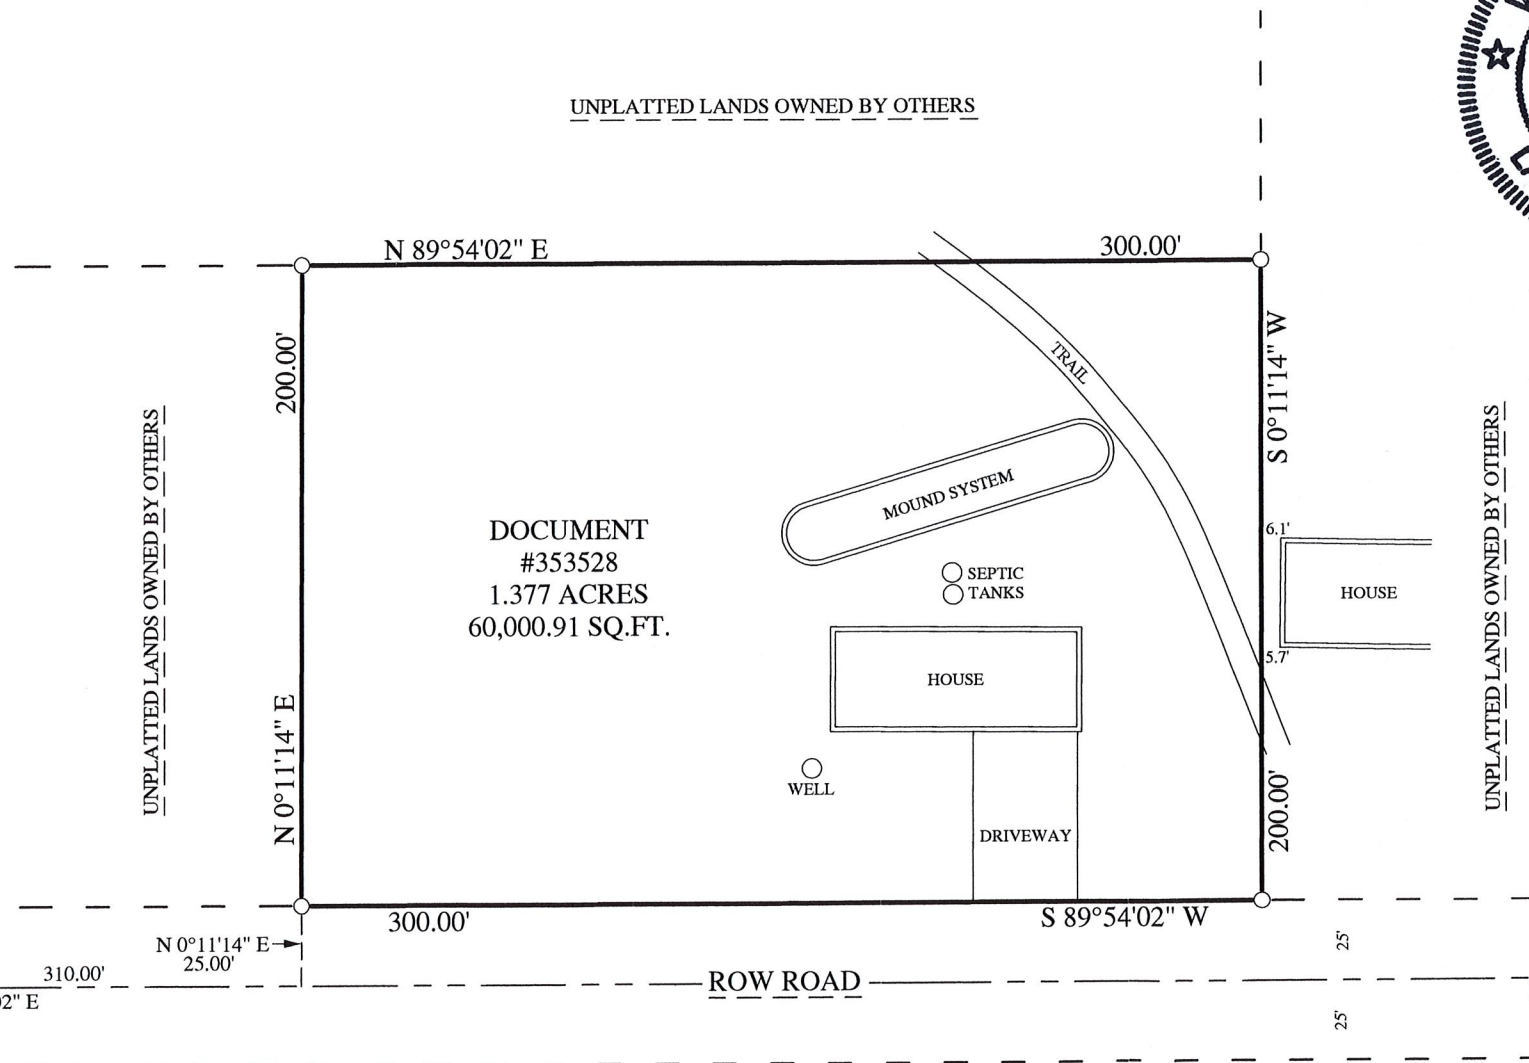 UNPLATTED LANDS OWNED BY OTHERS
N 89°54'02" E
300.00'
200.00'
N 0°11'14" E
UNPLATTED LANDS OWNED BY OTHERS
TRAIL
S 0°11'14" W
200.00'
MOUND SYSTEM
DOCUMENT
#353528
1.377 ACRES
60,000.91 SQ.FT.
SEPTIC
TANKS
HOUSE
WELL
DRIVEWAY
6.1'
HOUSE
5.7'
UNPLATTED LANDS OWNED BY OTHERS
300.00'
S 89°54'02" W
N 0°11'14" E
25.00'
310.00'
02" E
ROW ROAD
25'
25'